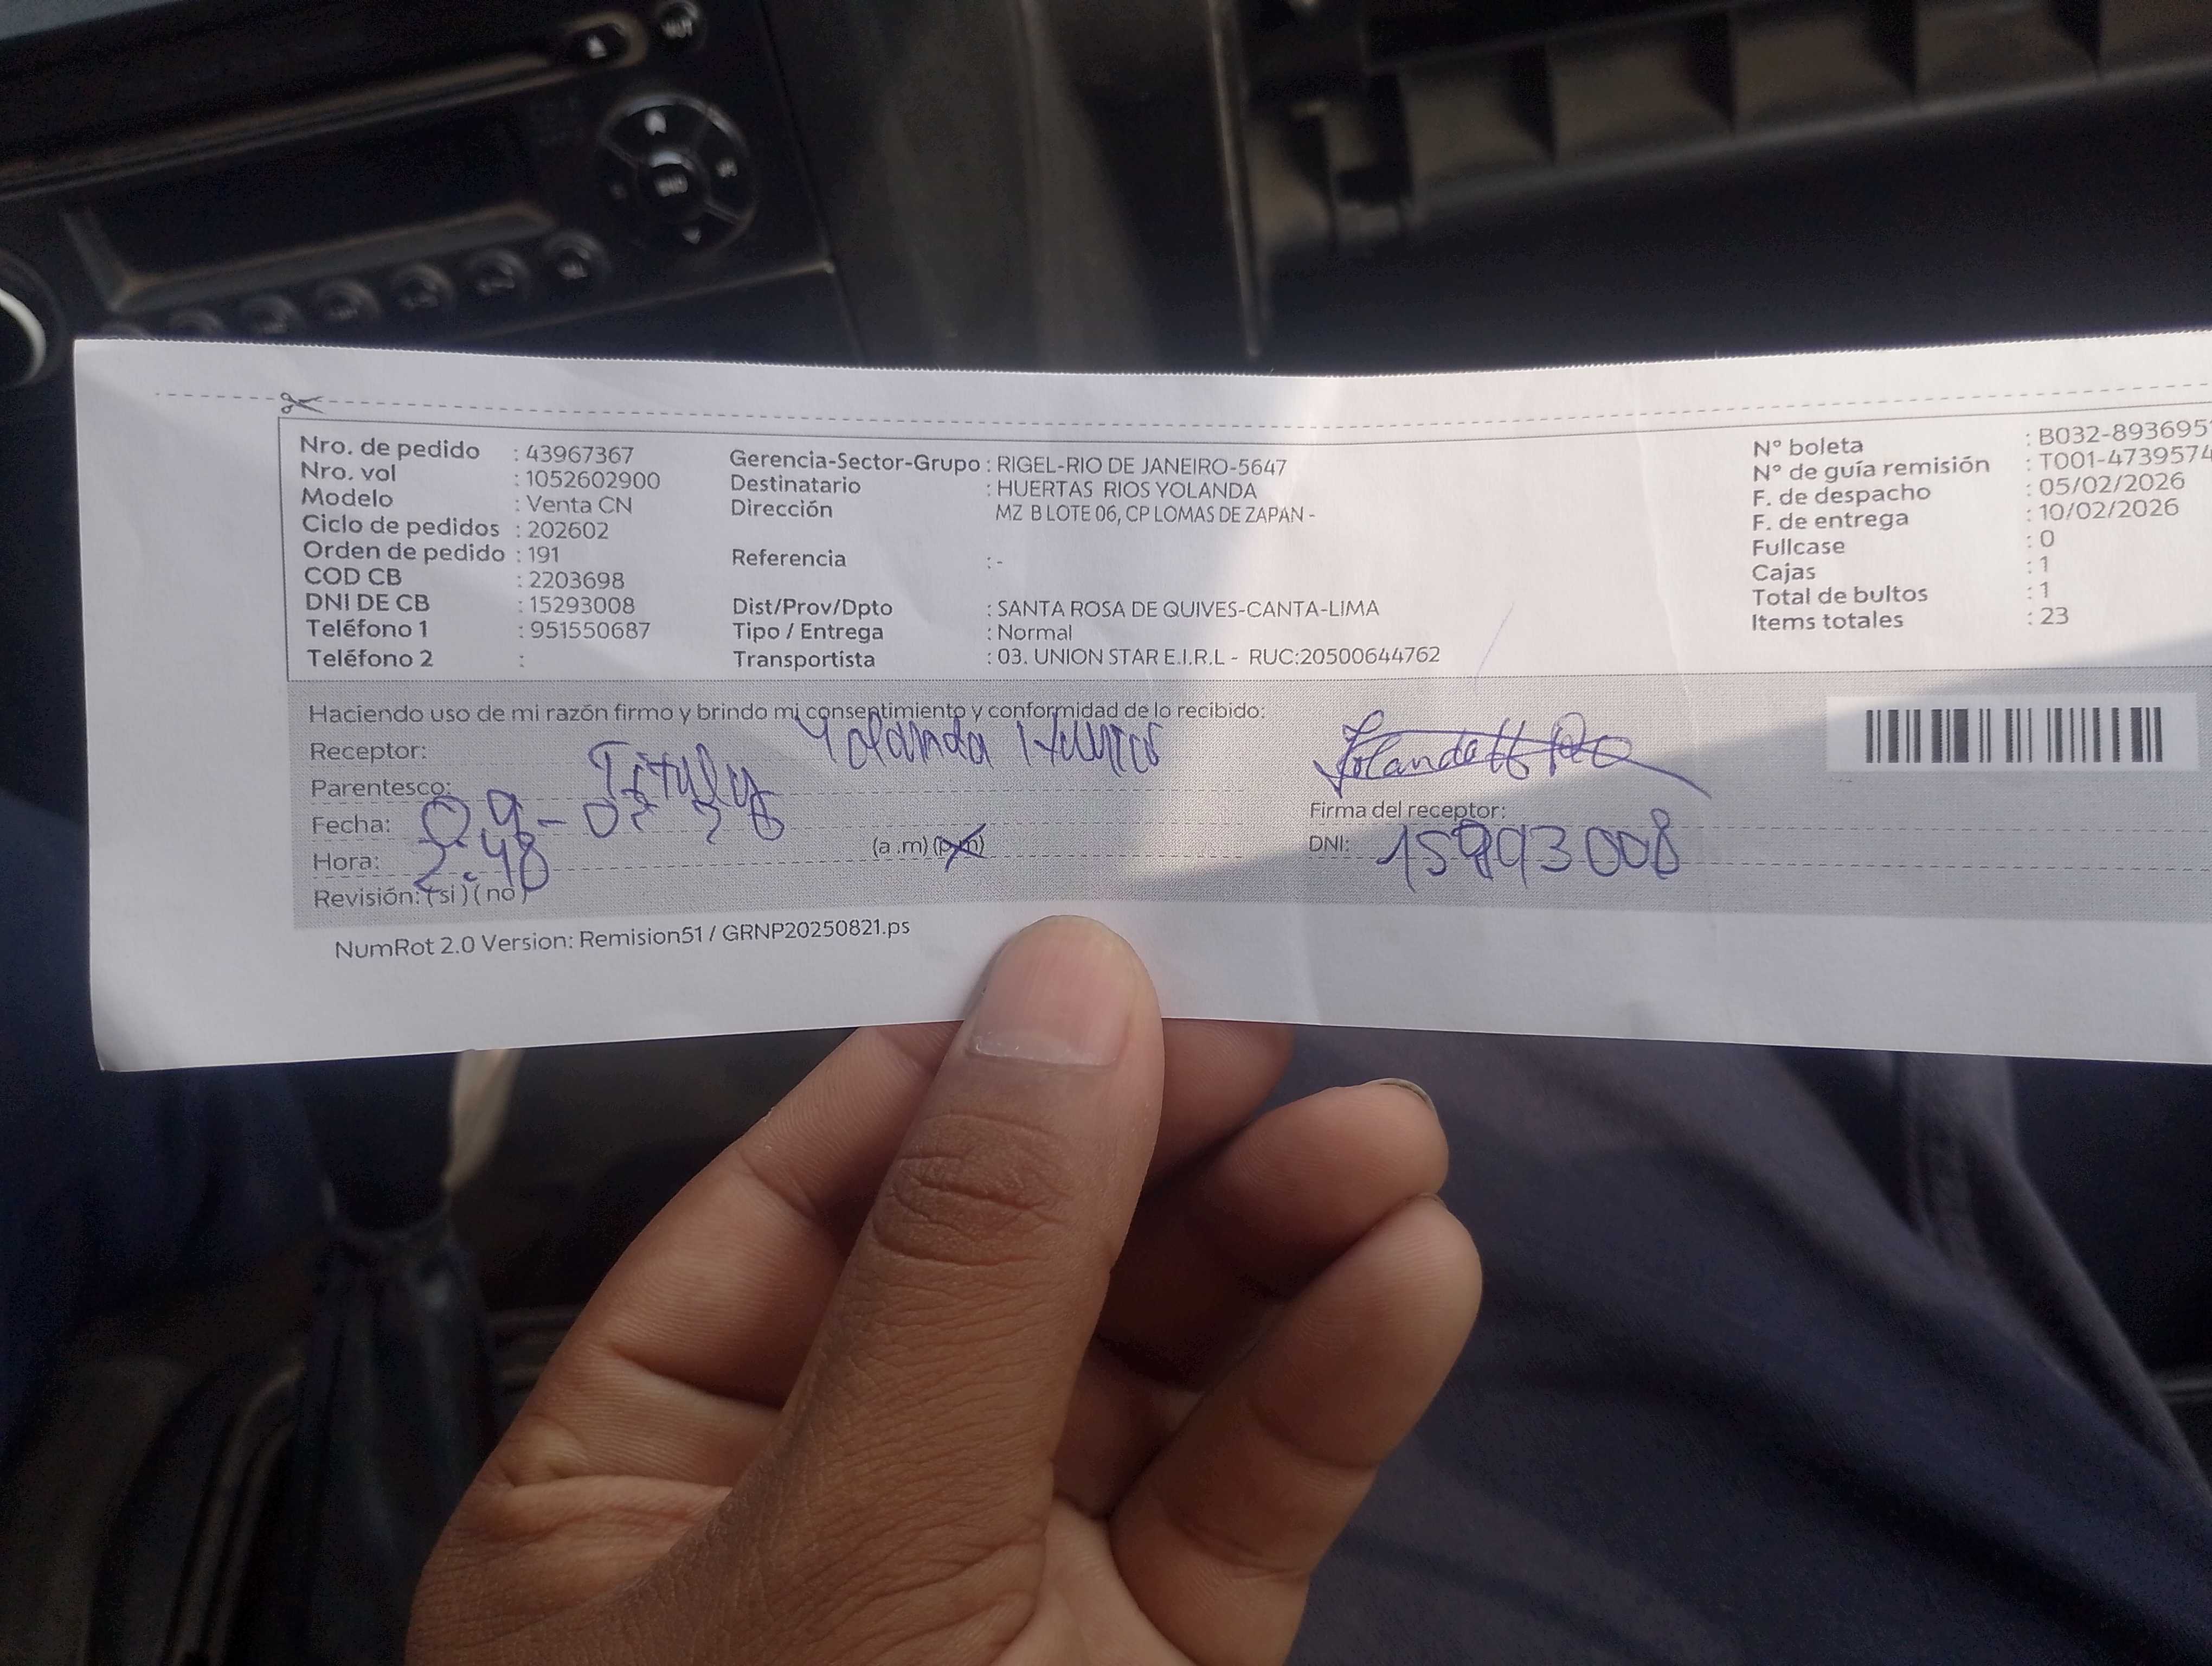 Nro. de pedido : 43967367
Nro. vol : 1052602900
Modelo : Venta CN
Ciclo de pedidos : 202602
Orden de pedido : 191
COD CB : 2203698
DNI DE CB : 15293008
Teléfono 1 : 951550687
Teléfono 2 :
Gerencia-Sector-Grupo : RIGEL-RIO DE JANEIRO-5647
Destinatario : HUERTAS RIOS YOLANDA
Dirección MZ B LOTE 06, CP LOMAS DE ZAPAN -
Referencia : -
Dist/Prov/Dpto : SANTA ROSA DE QUIVES-CANTA-LIMA
Tipo / Entrega : Normal
Transportista : 03. UNION STAR E.I.R.L - RUC:20500644762
N° boleta : B032-893695
N° de guía remisión : T001-4739574
F. de despacho : 05/02/2026
F. de entrega : 10/02/2026
Fullcase : 0
Cajas : 1
Total de bultos : 1
Items totales : 23
Haciendo uso de mi razón firmo y brindo mi consentimiento y conformidad de lo recibido:
Receptor: Yolanda
Parentesco:
Fecha: 09-02 26
Hora: 2:48 (a .m) (p.m)
Revisión: (si) (no)
Firma del receptor:
DNI: 15293008
NumRot 2.0 Version: Remision51 / GRNP20250821.ps